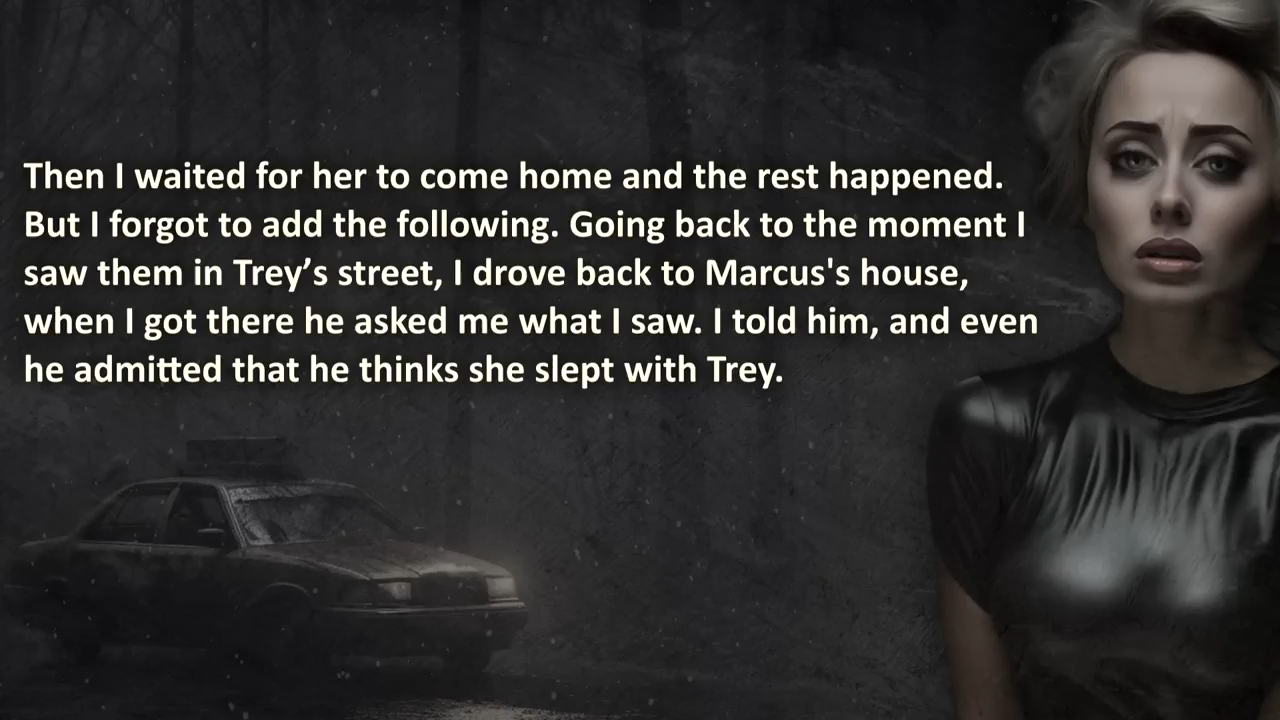 Then I waited for her to come home and the rest happened.
But I forgot to add the following. Going back to the moment I
saw them in Trey’s street, I drove back to Marcus's house,
when I got there he asked me what I saw. I told him, and even
he admitted that he thinks she slept with Trey.